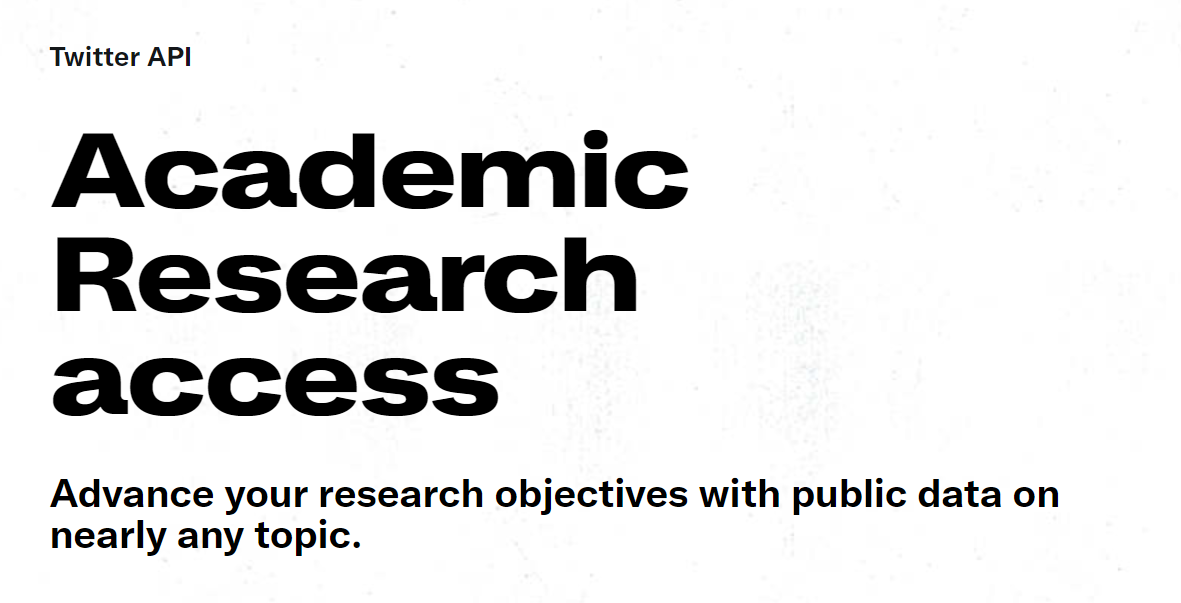 Twitter API
Academic
Research
access
Advance your research objectives with public data on
nearly any topic.